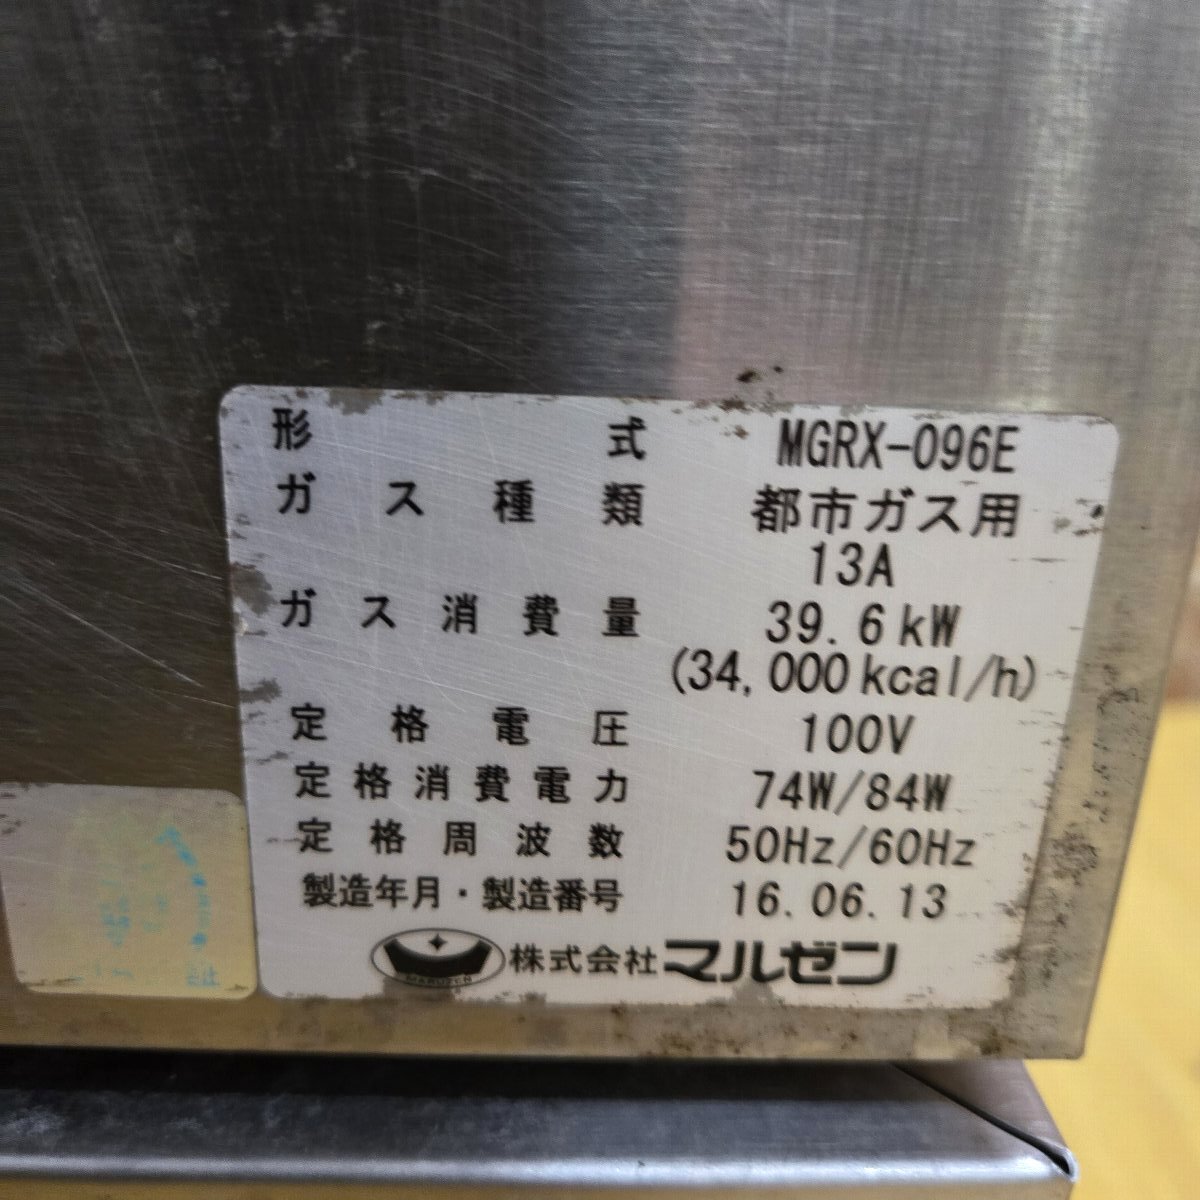 形式 MGRX-096E
ガス種類 都市ガス用
13A
ガス消費量 39.6kW
(34,000kcal/h)
定格電圧 100V
定格消費電力 74W/84W
定格周波数 50Hz/60Hz
製造年月・製造番号 16.06.13
株式会社マルゼン